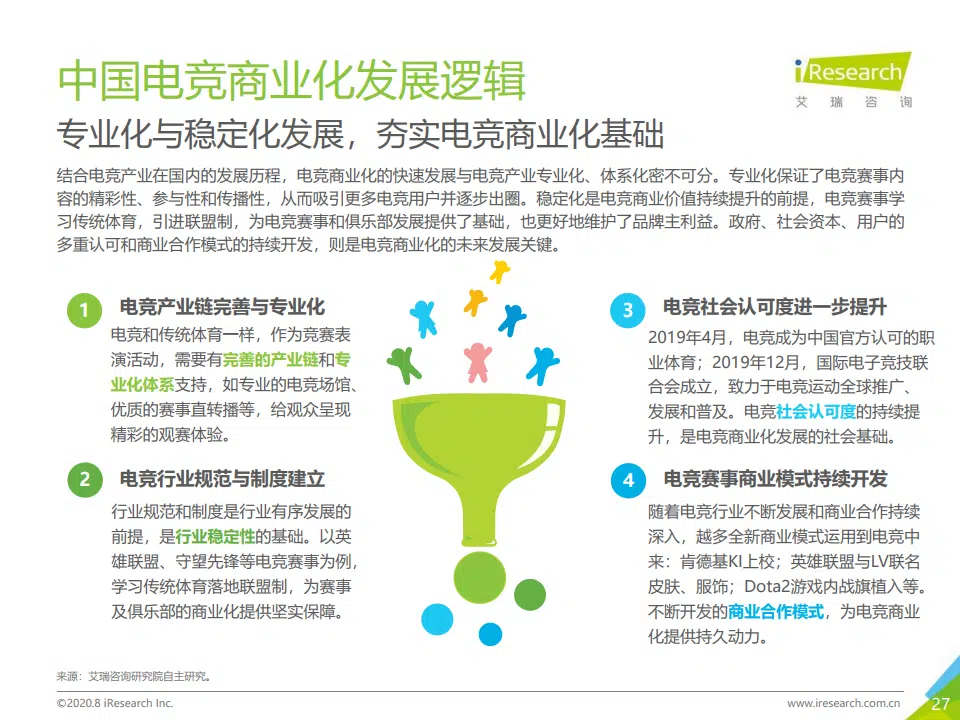 中国电竞商业化发展逻辑
iResearch
艾瑞咨询
专业化与稳定化发展，夯实电竞商业化基础
结合电竞产业在国内的发展历程，电竞商业化的快速发展与电竞产业专业化、体系化密不可分。专业化保证了电竞赛事内
容的精彩性、参与性和传播性，从而吸引更多电竞用户并逐步出圈。稳定化是电竞商业价值持续提升的前提，电竞赛事学
习传统体育，引进联盟制，为电竞赛事和俱乐部发展提供了基础，也更好地维护了品牌主利益。政府、社会资本、用户的
多重认可和商业合作模式的持续开发，则是电竞商业化的未来发展关键。
1
电竞产业链完善与专业化
电竞和传统体育一样，作为竞赛表
演活动，需要有完善的产业链和专
业化体系支持，如专业的电竞场馆、
优质的赛事直转播等，给观众呈现
精彩的观赛体验。
2
电竞行业规范与制度建立
行业规范和制度是行业有序发展的
前提，是行业稳定性的基础。以英
雄联盟、守望先锋等电竞赛事为例，
学习传统体育落地联盟制，为赛事
及俱乐部的商业化提供坚实保障。
3
电竞社会认可度进一步提升
2019年4月，电竞成为中国官方认可的职
业体育；2019年12月，国际电子竞技联
合会成立，致力于电竞运动全球推广、
发展和普及。电竞社会认可度的持续提
升，是电竞商业化发展的社会基础。
4
电竞赛事商业模式持续开发
随着电竞行业不断发展和商业合作持续
深入，越多全新商业模式运用到电竞中
来：肯德基KI上校；英雄联盟与LV联名
皮肤、服饰；Dota2游戏内战旗植入等。
不断开发的商业合作模式，为电竞商业
化提供持久动力。
来源：艾瑞咨询研究院自主研究。
©2020.8 iResearch Inc.
www.iresearch.com.cn
27